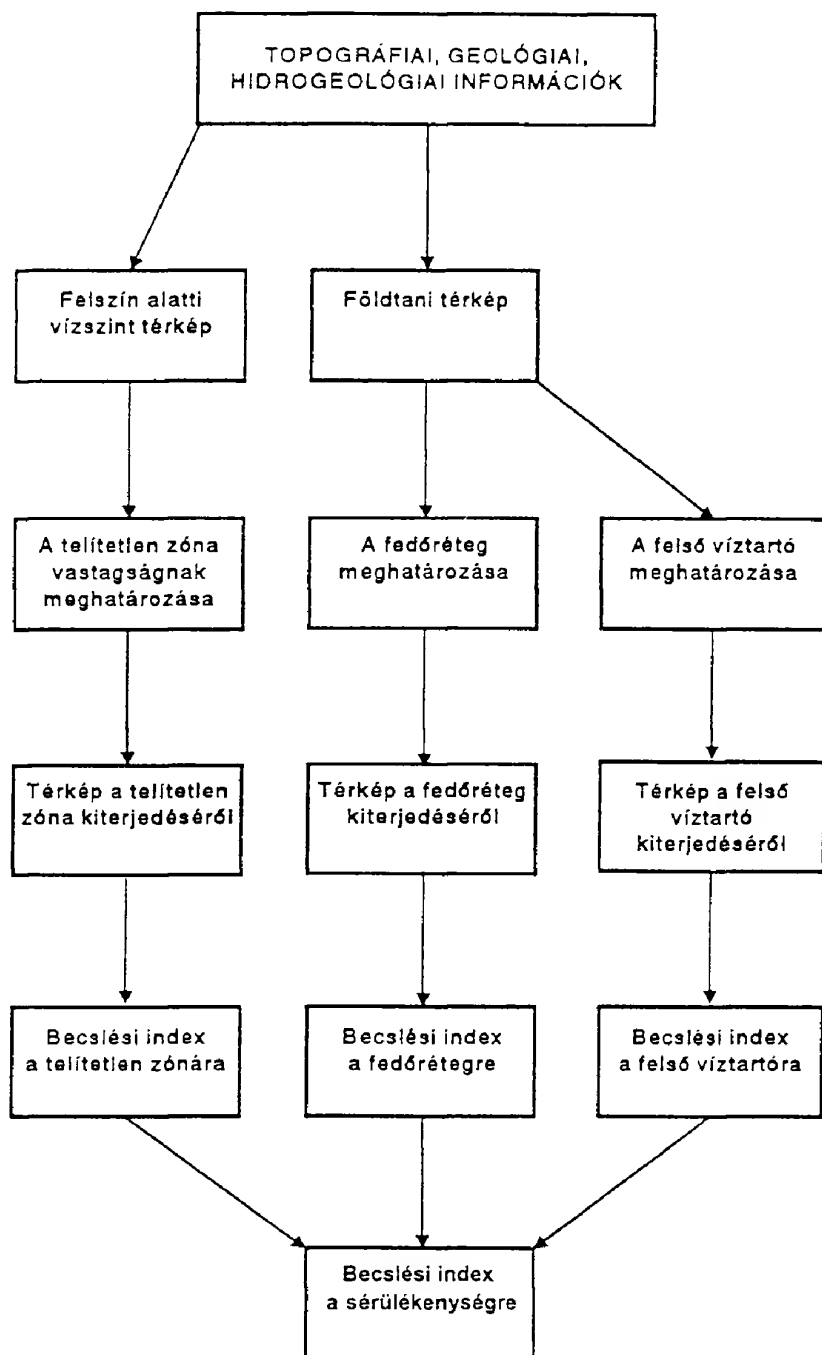 TOPOGRÁFIAI, GEOLÓGIAI,
HIDROGEOLÓGIAI INFORMÁCIÓK
Felszín alatti
vízszint térkép
Földtani térkép
A telítetlen zóna
vastagságnak
meghatározása
A fedőréteg
meghatározása
A felső víztartó
meghatározása
Térkép a telítetlen
zóna kiterjedéséről
Térkép a fedőréteg
kiterjedéséről
Térkép a felső
víztartó
kiterjedéséről
Becslési index
a telítetlen zónára
Becslési index
a fedőrétegre
Becslési index
a felső víztartóra
Becslési index
a sérülékenységre